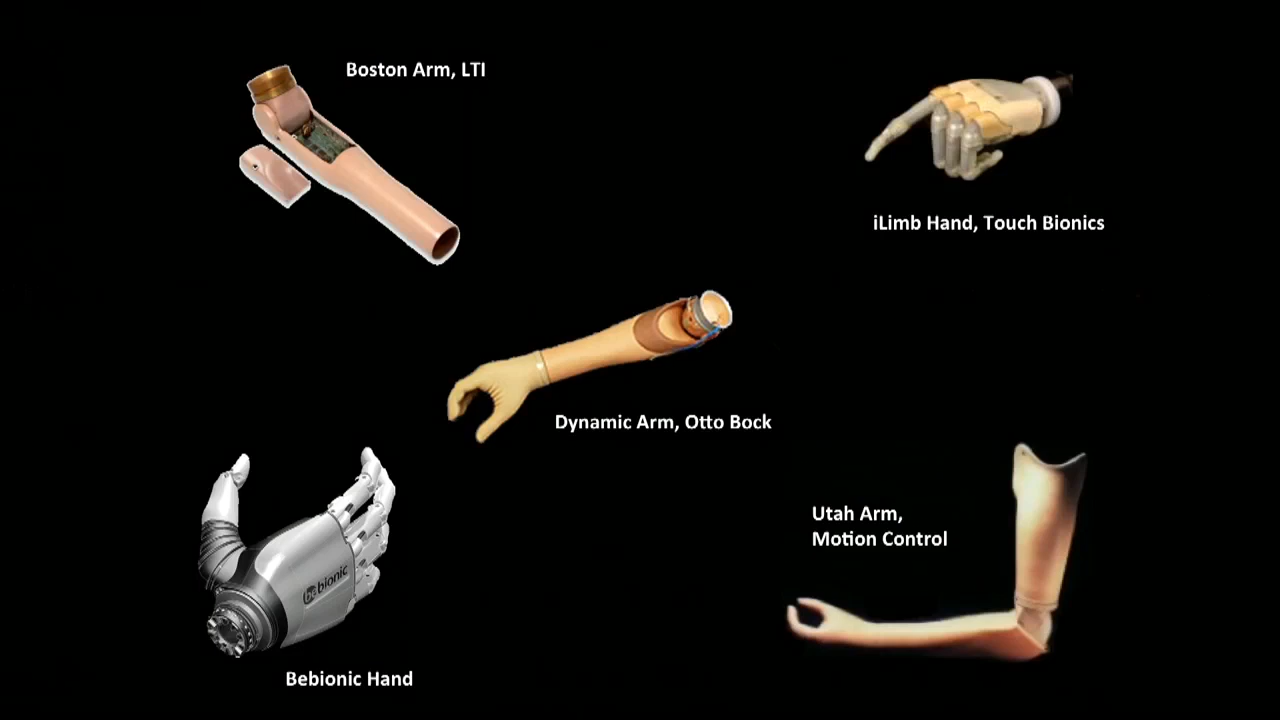 Boston Arm, LTI
iLimb Hand, Touch Bionics
Dynamic Arm, Otto Bock
Utah Arm,
Motion Control
bebionic
Bebionic Hand